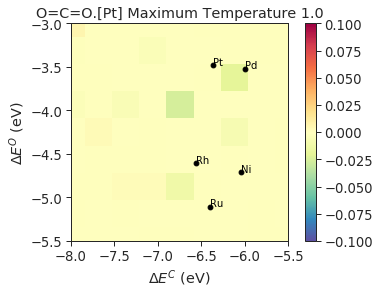 O=C=O.[Pt] Maximum Temperature 1.0
−3.0
−3.5
−4.0
−4.5
−5.0
−5.5
ΔE^O (eV)
Pt
Pd
Rh
Ni
Ru
−8.0 −7.5 −7.0 −6.5 −6.0 −5.5
ΔE^C (eV)
0.100
0.075
0.050
0.025
0.000
−0.025
−0.050
−0.075
−0.100